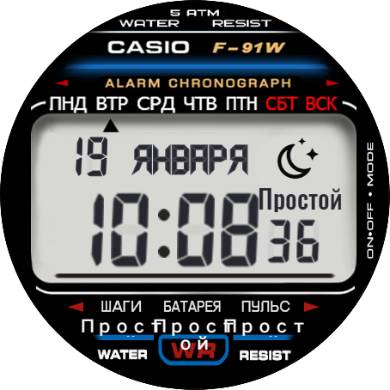 5 ATM
WATER RESIST
CASIO F-91W
ALARM CHRONOGRAPH
ПНД ВТР СРД ЧТВ ПТН СБТ ВСК
19 ЯНВАРЯ
Простой
10:08 36
ON•OFF • MODE
ШАГИ БАТАРЕЯ ПУЛЬС
Прост Прост Прост
ой
WATER WR RESIST